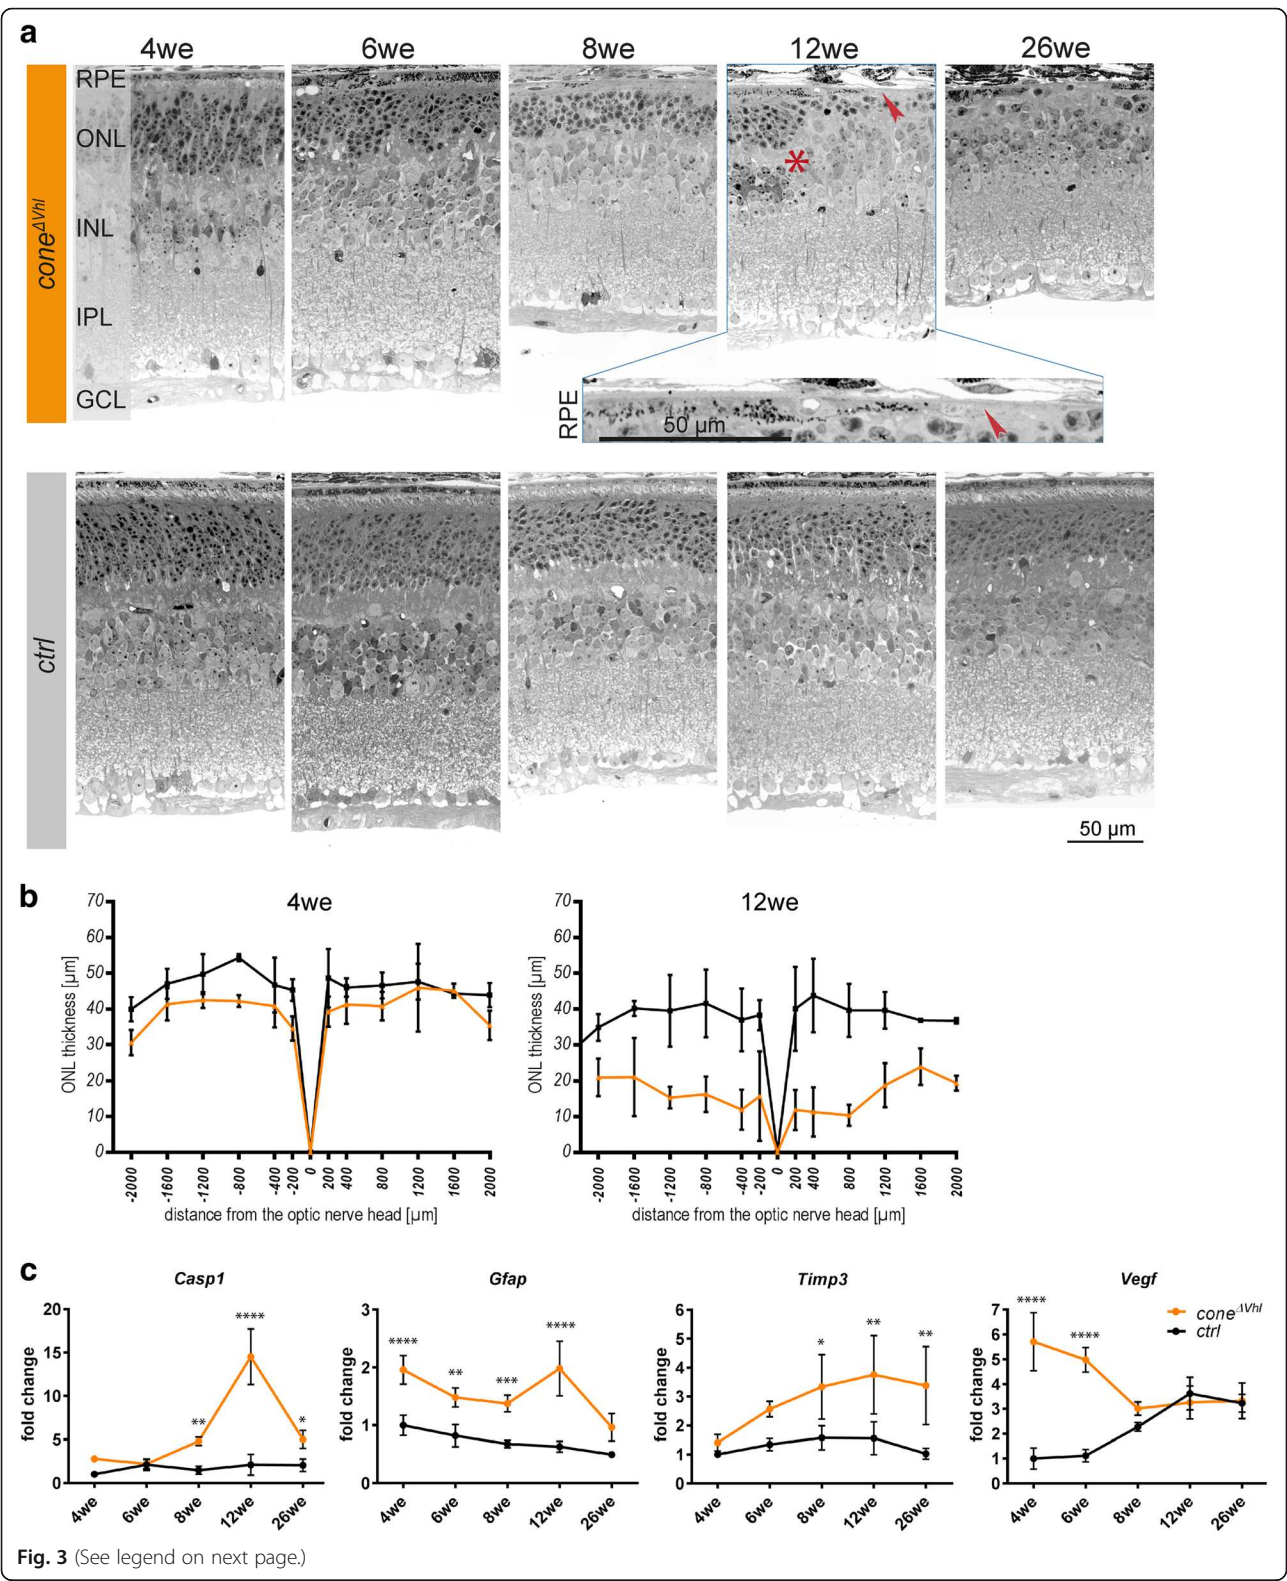 a
4we 6we 8we 12we 26we
cone^ΔVhl
RPE
ONL
INL
IPL
GCL
*
RPE
50 µm
ctrl
50 µm
b
4we
70
60
50
40
30
20
10
0
ONL thickness [µm]
-2000 -1600 -1200 -800 -400 -200 0 200 400 800 1200 1600 2000
distance from the optic nerve head [µm]
12we
70
60
50
40
30
20
10
0
ONL thickness [µm]
-2000 -1600 -1200 -800 -400 -200 0 200 400 800 1200 1600 2000
distance from the optic nerve head [µm]
c
Casp1
20
15
10
5
0
fold change
** **** *
4we 6we 8we 12we 26we
Gfap
3
2
1
0
fold change
**** ** *** ****
4we 6we 8we 12we 26we
Timp3
6
5
4
3
2
1
0
fold change
* ** **
4we 6we 8we 12we 26we
Vegf
7
6
5
4
3
2
1
0
fold change
**** ****
cone^ΔVhl
ctrl
4we 6we 8we 12we 26we
Fig. 3 (See legend on next page.)